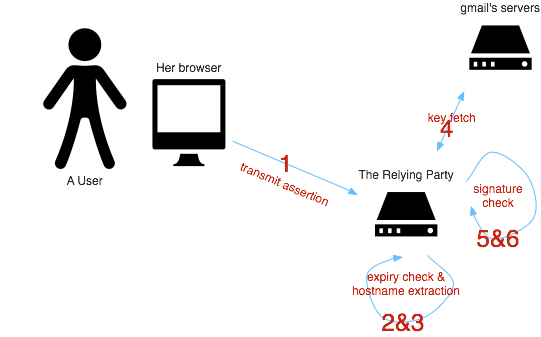 gmail's servers
Her browser
key fetch
4
A User
1
transmit assertion
The Relying Party
signature
check
5&6
expiry check &
hostname extraction
2&3